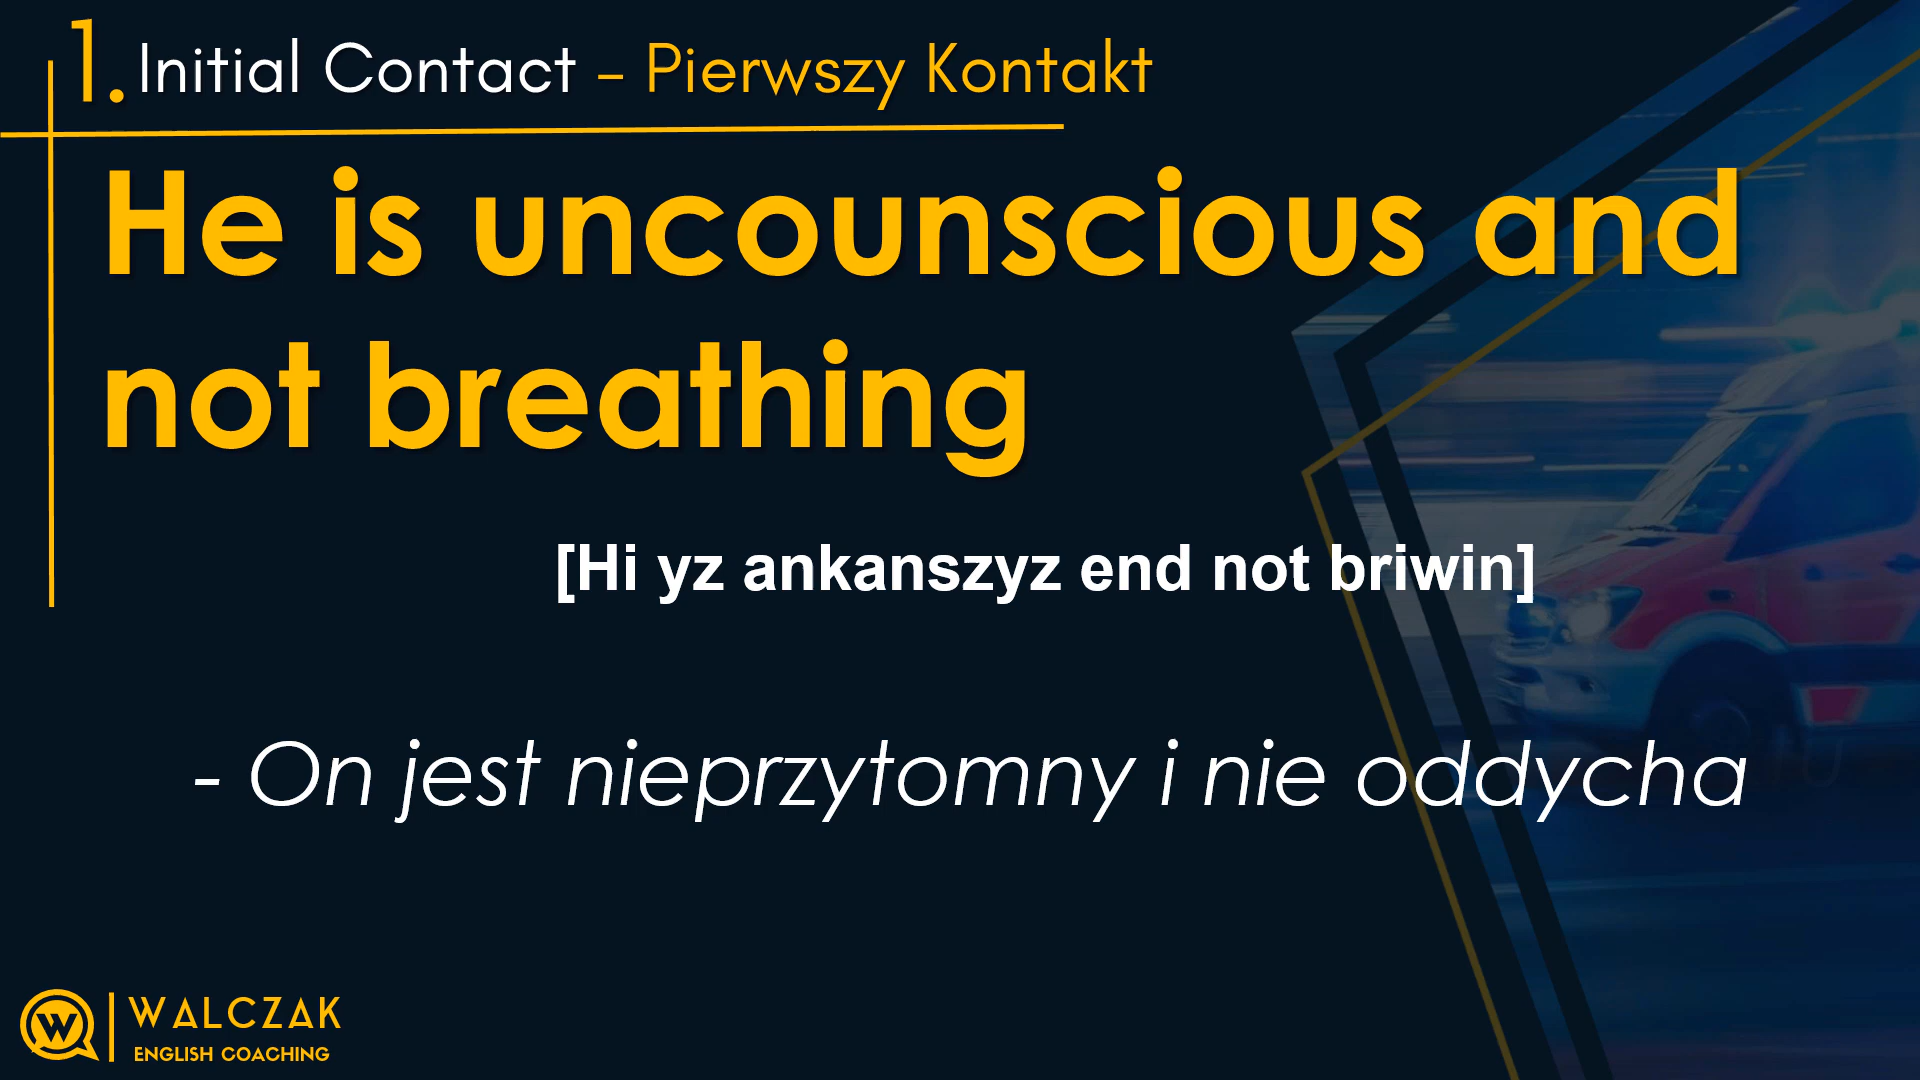 1. Initial Contact – Pierwszy Kontakt
He is uncounscious and
not breathing
[Hi yz ankanszyz end not briwin]
- On jest nieprzytomny i nie oddycha
W
WALCZAK
ENGLISH COACHING